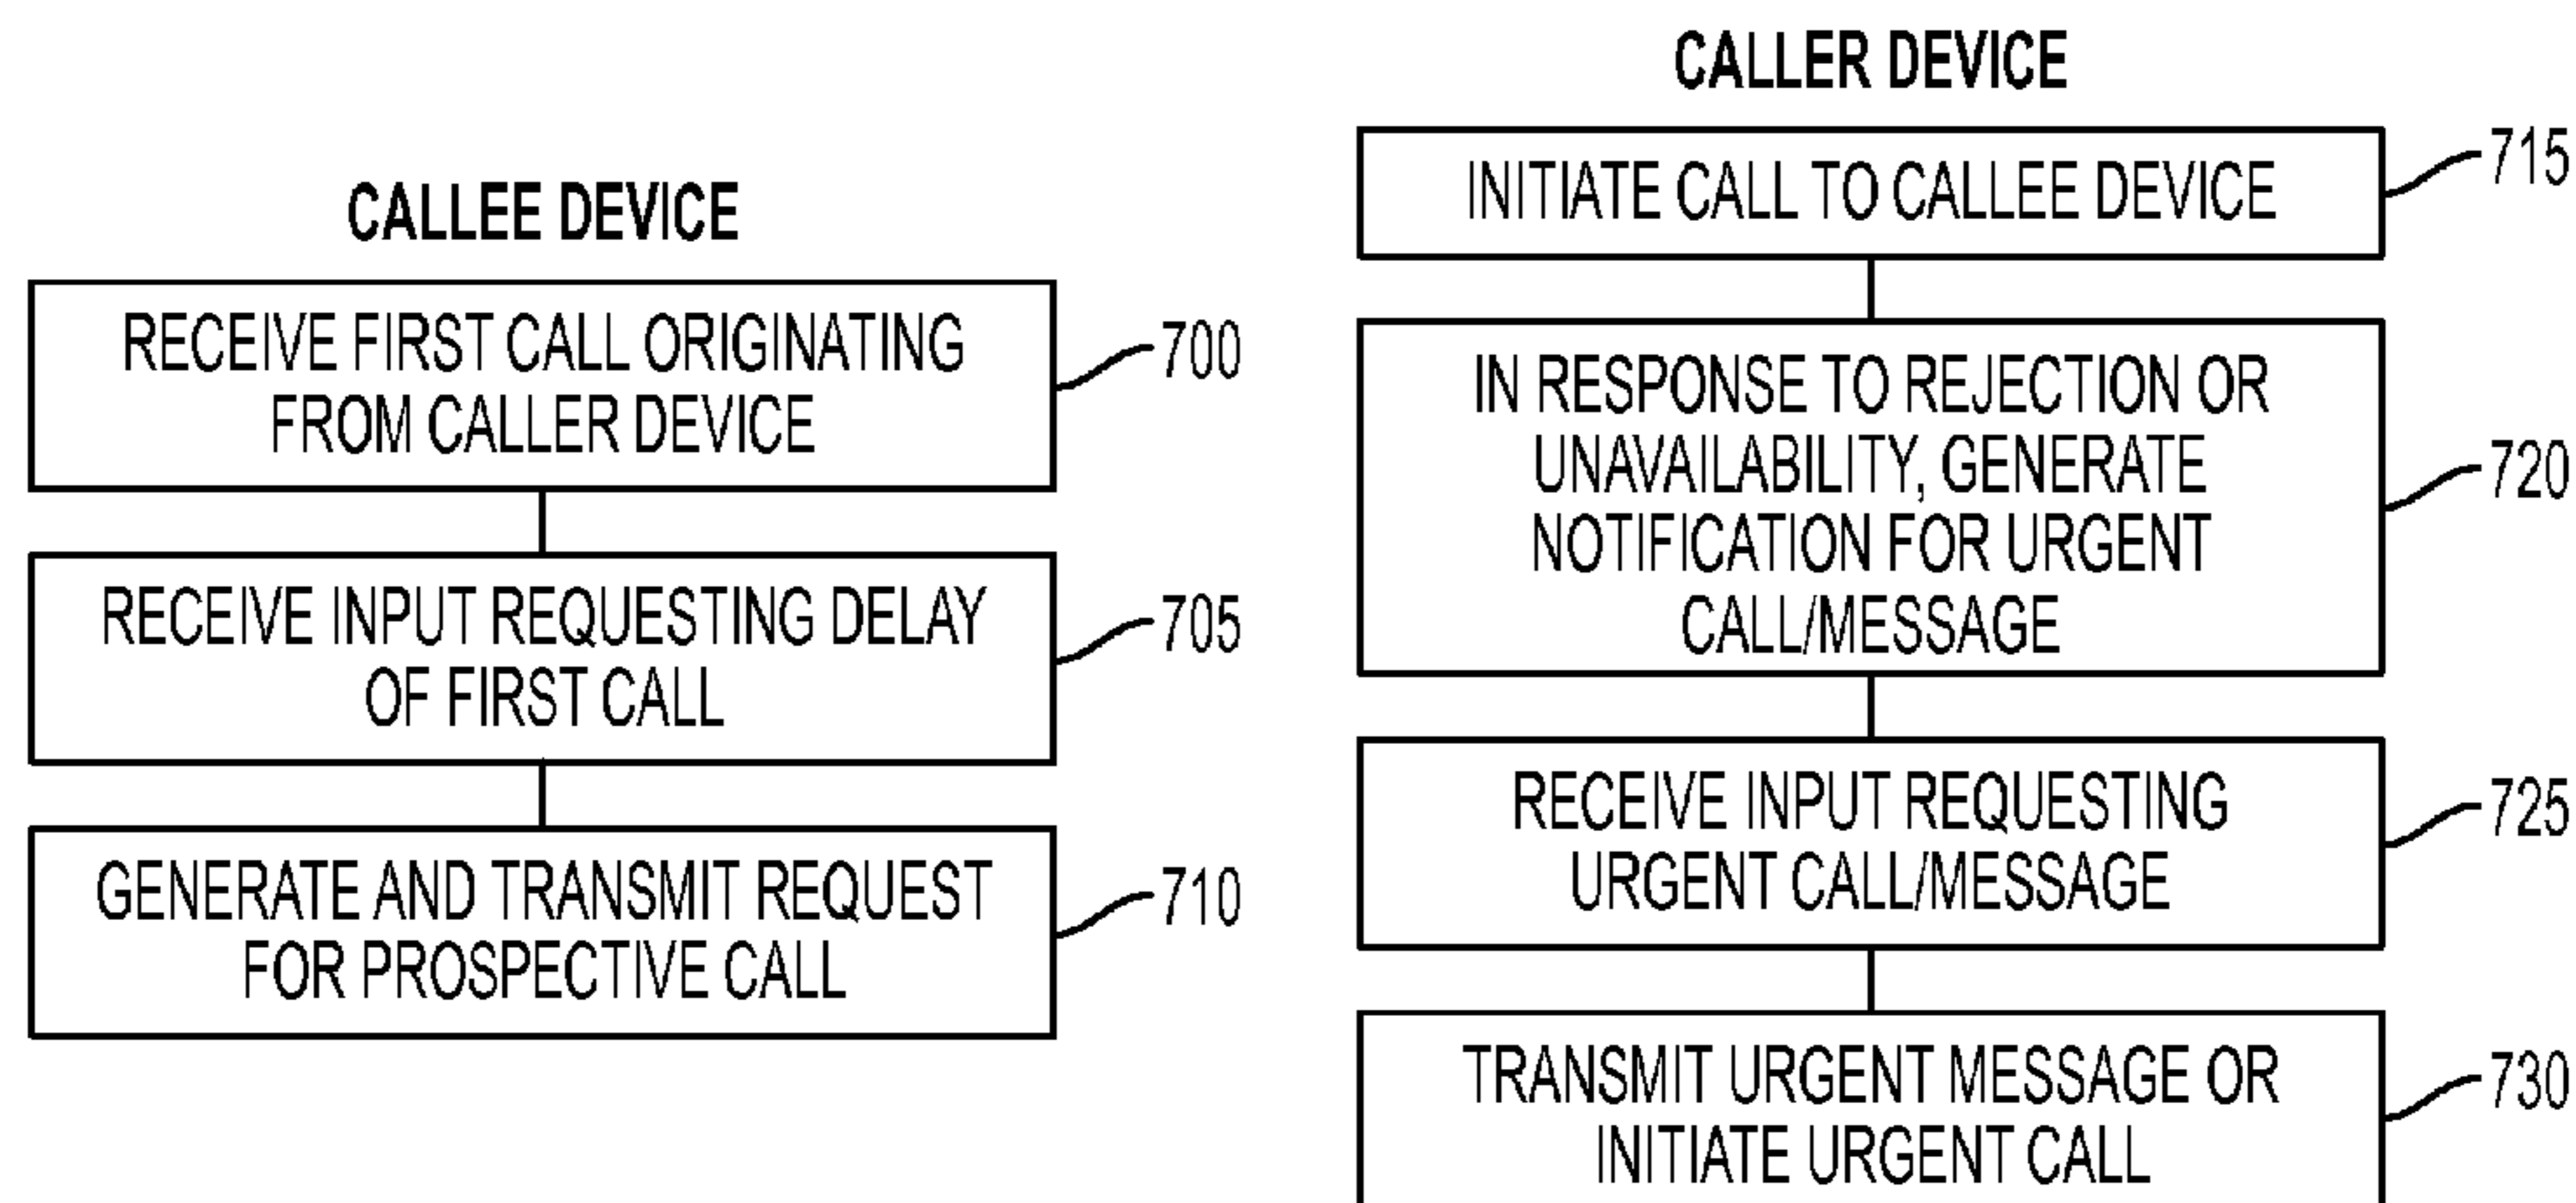 CALLEE DEVICE
RECEIVE FIRST CALL ORIGINATING
FROM CALLER DEVICE
700
RECEIVE INPUT REQUESTING DELAY
OF FIRST CALL
705
GENERATE AND TRANSMIT REQUEST
FOR PROSPECTIVE CALL
710
CALLER DEVICE
INITIATE CALL TO CALLEE DEVICE
715
IN RESPONSE TO REJECTION OR
UNAVAILABILITY, GENERATE
NOTIFICATION FOR URGENT
CALL/MESSAGE
720
RECEIVE INPUT REQUESTING
URGENT CALL/MESSAGE
725
TRANSMIT URGENT MESSAGE OR
INITIATE URGENT CALL
730